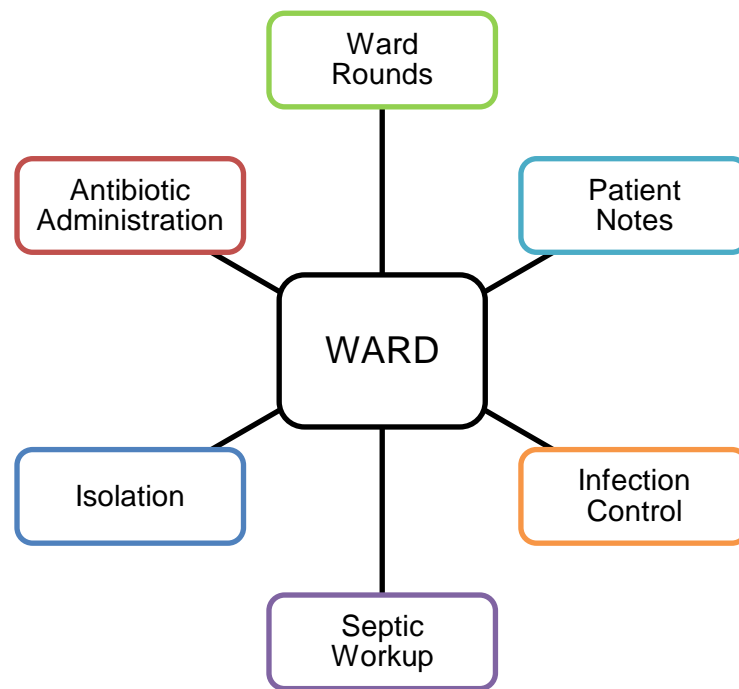 Ward
Rounds
Antibiotic
Administration
Patient
Notes
WARD
Isolation
Infection
Control
Septic
Workup